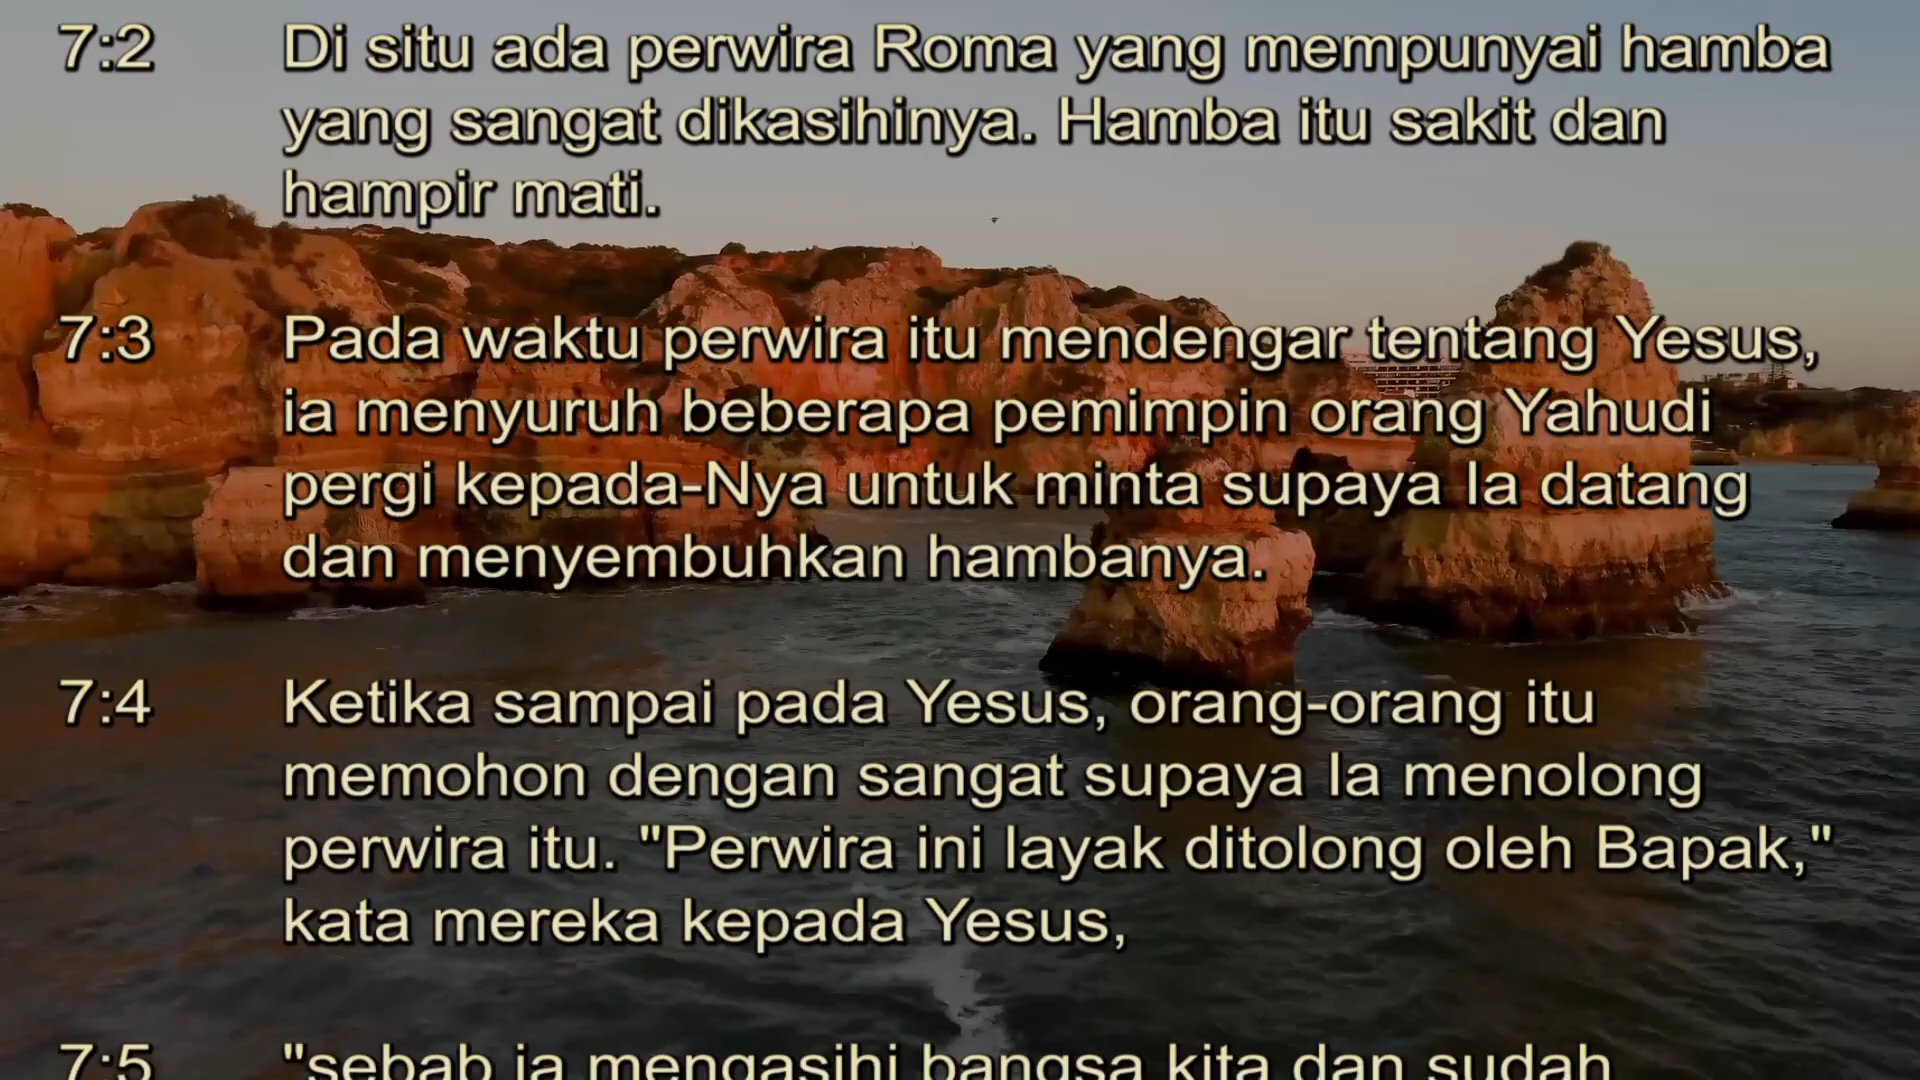 7:2 Di situ ada perwira Roma yang mempunyai hamba
yang sangat dikasihinya. Hamba itu sakit dan
hampir mati.
7:3 Pada waktu perwira itu mendengar tentang Yesus,
ia menyuruh beberapa pemimpin orang Yahudi
pergi kepada-Nya untuk minta supaya Ia datang
dan menyembuhkan hambanya.
7:4 Ketika sampai pada Yesus, orang-orang itu
memohon dengan sangat supaya Ia menolong
perwira itu. "Perwira ini layak ditolong oleh Bapak,"
kata mereka kepada Yesus,
7:5 "sebab ia mengasihi bangsa kita dan sudah